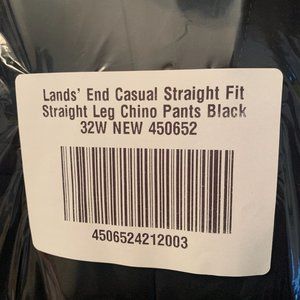 Lands' End Casual Straight Fit
Straight Leg Chino Pants Black
32W NEW 450652
4506524212003